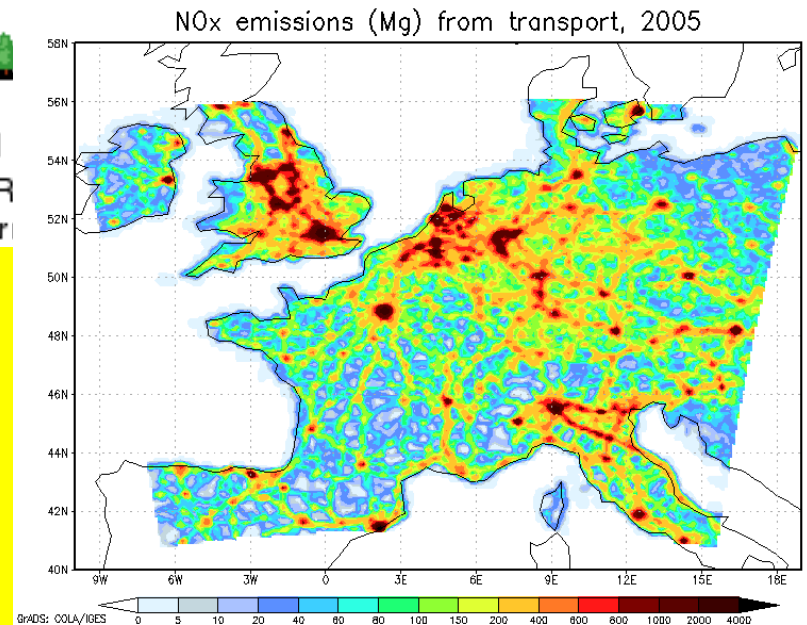 NOx emissions (Mg) from transport, 2005
58N
56N
54N
R
r
52N
50N
48N
46N
44N
42N
40N
9W 6W 3W 0 3E 6E 9E 12E 15E 18E
0 5 10 20 40 60 80 100 150 200 400 600 800 1000 2000 4000
GrADS: COLA/IGES